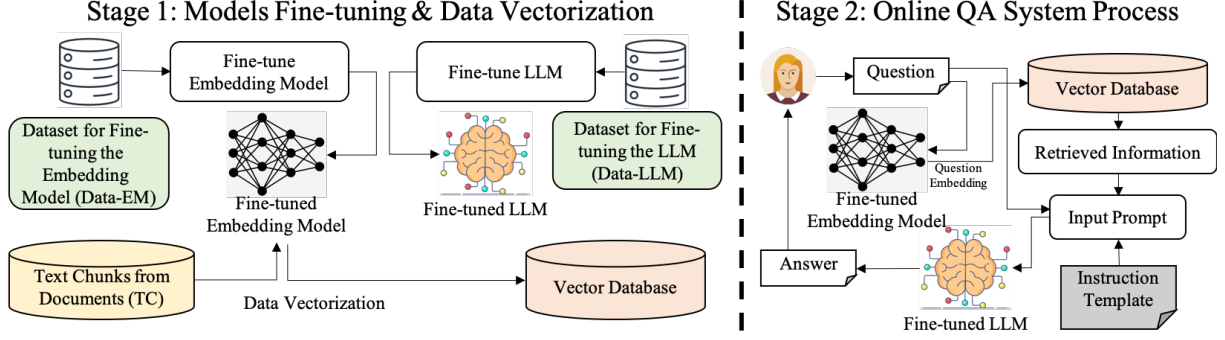 Stage 1: Models Fine-tuning & Data Vectorization
Fine-tune
Embedding Model
Fine-tune LLM
Dataset for Fine-
tuning the
Embedding
Model (Data-EM)
Dataset for Fine-
tuning the LLM
(Data-LLM)
Fine-tuned
Embedding Model
Fine-tuned LLM
Text Chunks from
Documents (TC)
Data Vectorization
Vector Database
Stage 2: Online QA System Process
Question
Vector Database
Question
Embedding
Retrieved Information
Fine-tuned
Embedding Model
Input Prompt
Answer
Fine-tuned LLM
Instruction
Template